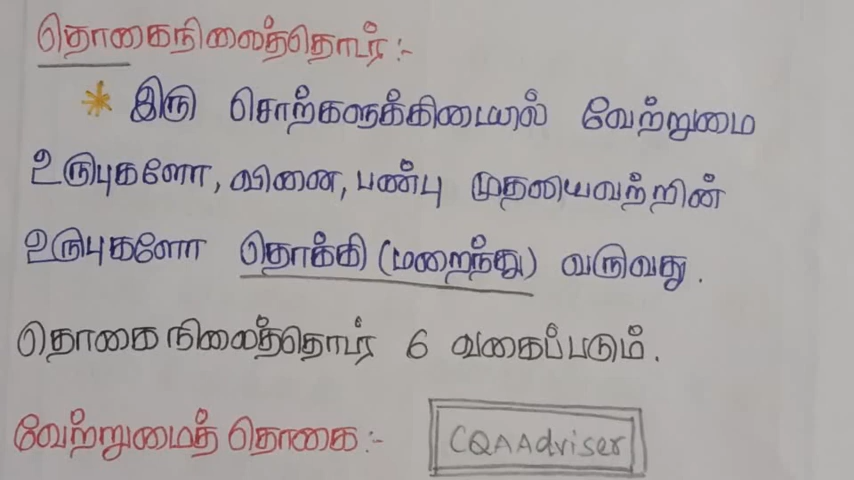 தொகைநிலைத்தொடர் :-
* இரு சொற்களுக்கிடையில் வேற்றுமை
உருபுகளோ, வினை, பண்பு முதலியவற்றின்
உருபுகளோ தொக்கி (மறைந்து) வருவது.
தொகைநிலைத்தொடர் 6 வகைப்படும்.
வேற்றுமைத் தொகை :-
CQAAdviser